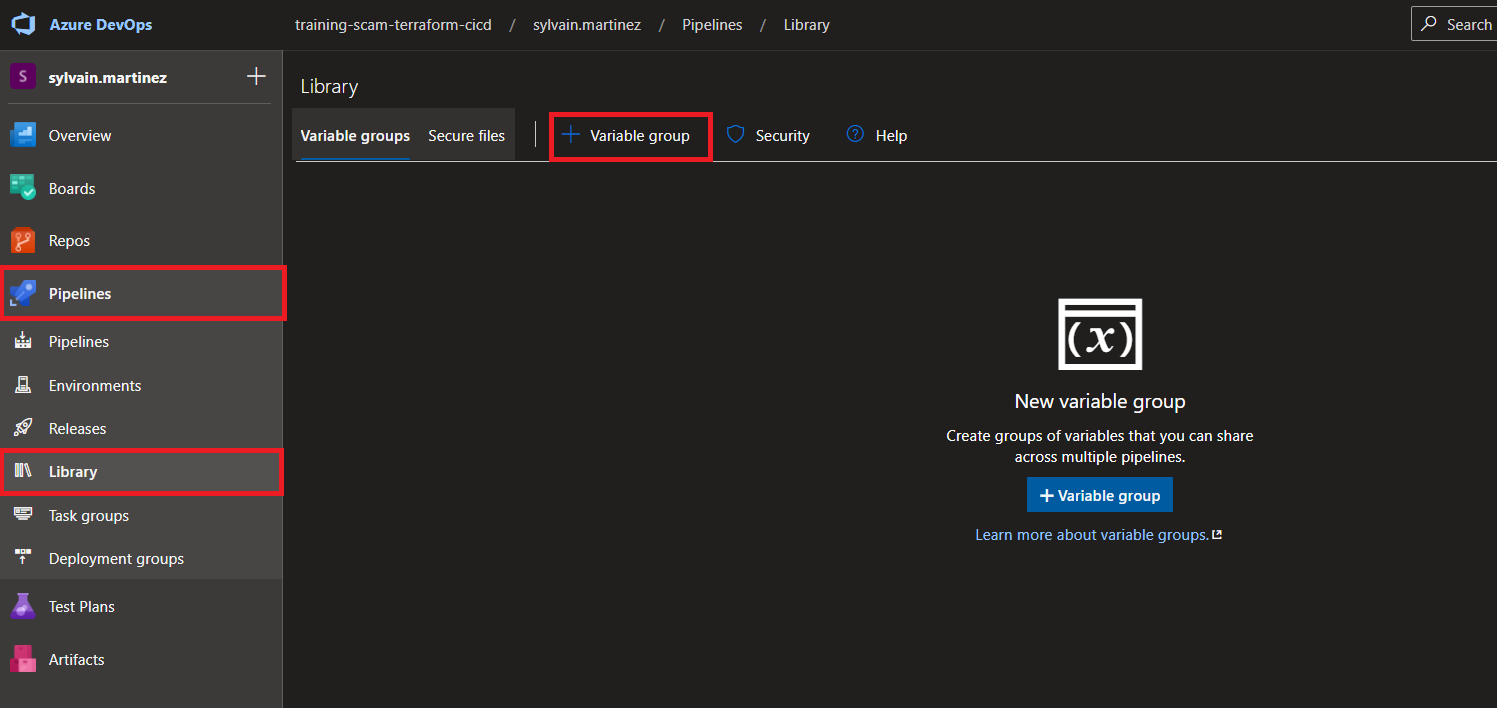 Azure DevOps
training-scam-terraform-cicd / sylvain.martinez / Pipelines / Library
Search
S sylvain.martinez
Overview
Boards
Repos
Pipelines
Pipelines
Environments
Releases
Library
Task groups
Deployment groups
Test Plans
Artifacts
Library
Variable groups Secure files | + Variable group Security ? Help
(x)
New variable group
Create groups of variables that you can share
across multiple pipelines.
+ Variable group
Learn more about variable groups.